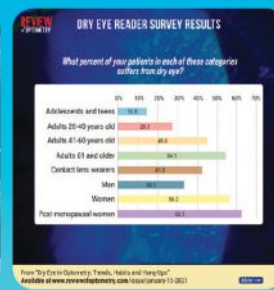 REVIEW
of OPTOMETRY
DRY EYE READER SURVEY RESULTS
What percent of your patients in each of these categories
suffers from dry eye?
0% 10% 20% 30% 40% 50% 60% 70%
Adolescents and teens
Adults 20-40 years old
Adults 41-60 years old
Adults 61 and older
Contact lens wearers
Men
Women
Post menopausal women
From "Dry Eye in Optometry: Trends, Habits and Hang-Ups"
Available at www.reviewofoptometry.com/issue/january-15-2021